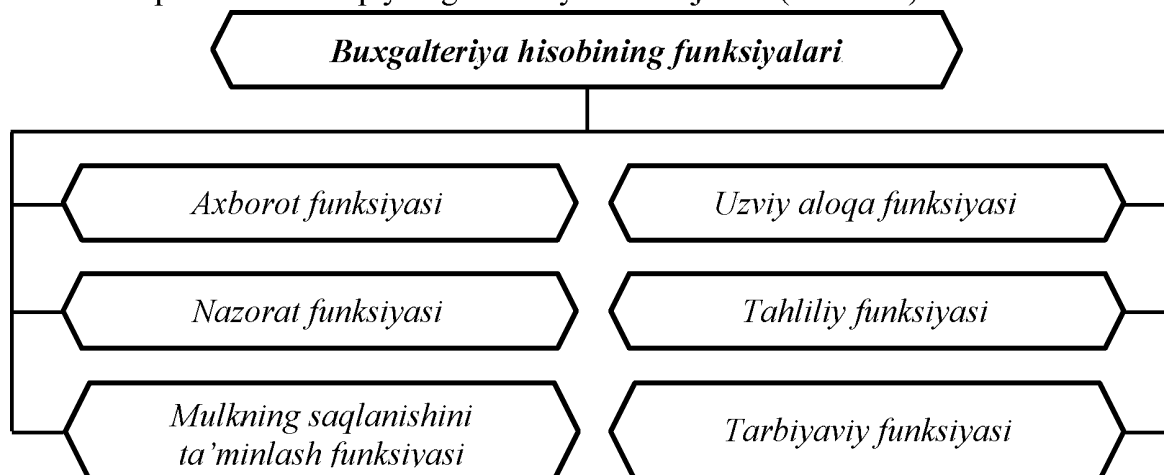 Buxgalteriya hisobining funksiyalari
Axborot funksiyasi
Uzviy aloqa funksiyasi
Nazorat funksiyasi
Tahliliy funksiyasi
Mulkning saqlanishini
ta’minlash funksiyasi
Tarbiyaviy funksiyasi